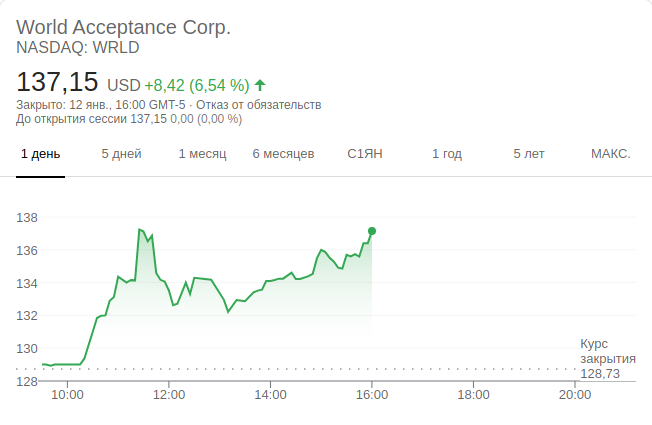 World Acceptance Corp.
NASDAQ: WRLD
137,15 USD +8,42 (6,54 %)
Закрыто: 12 янв., 16:00 GMT-5 · Отказ от обязательств
До открытия сессии 137,15 0,00 (0,00 %)
1 день 5 дней 1 месяц 6 месяцев С1ЯН 1 год 5 лет МАКС.
138
136
134
132
130
Курс
закрытия
128,73
128
10:00 12:00 14:00 16:00 18:00 20:00